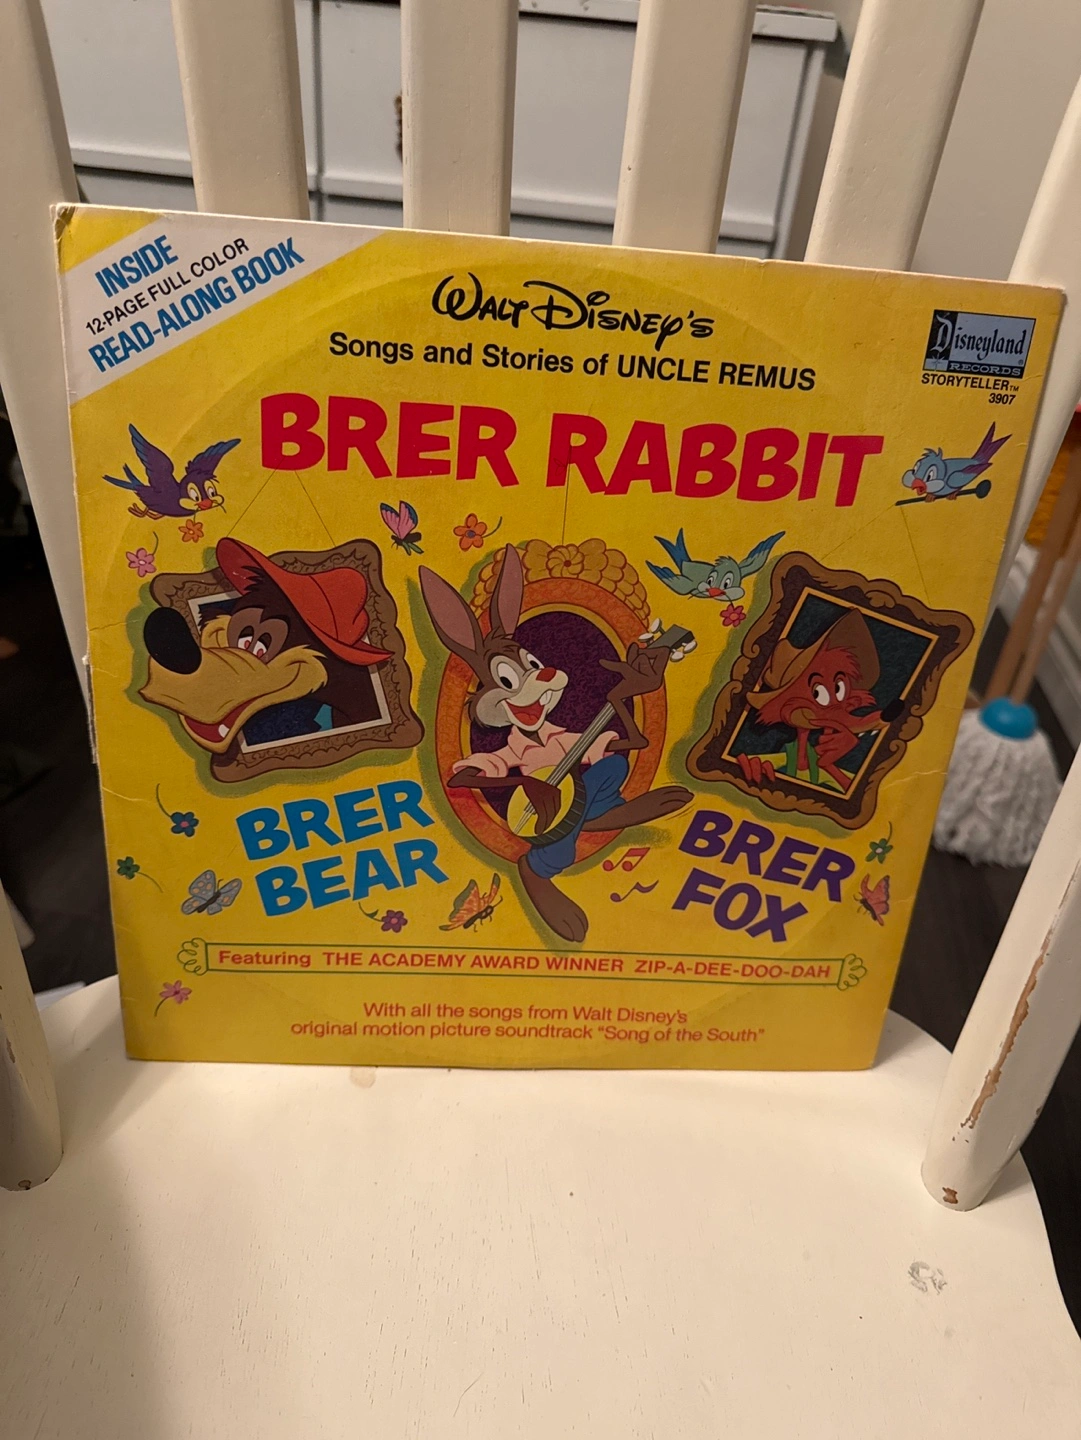 INSIDE
12-PAGE FULL COLOR
READ-ALONG BOOK
WALT DISNEY'S
Songs and Stories of UNCLE REMUS
Disneyland
RECORDS
STORYTELLER™
3907
BRER RABBIT
BRER
BEAR
BRER
FOX
Featuring THE ACADEMY AWARD WINNER ZIP-A-DEE-DOO-DAH
With all the songs from Walt Disney's
original motion picture soundtrack "Song of the South"